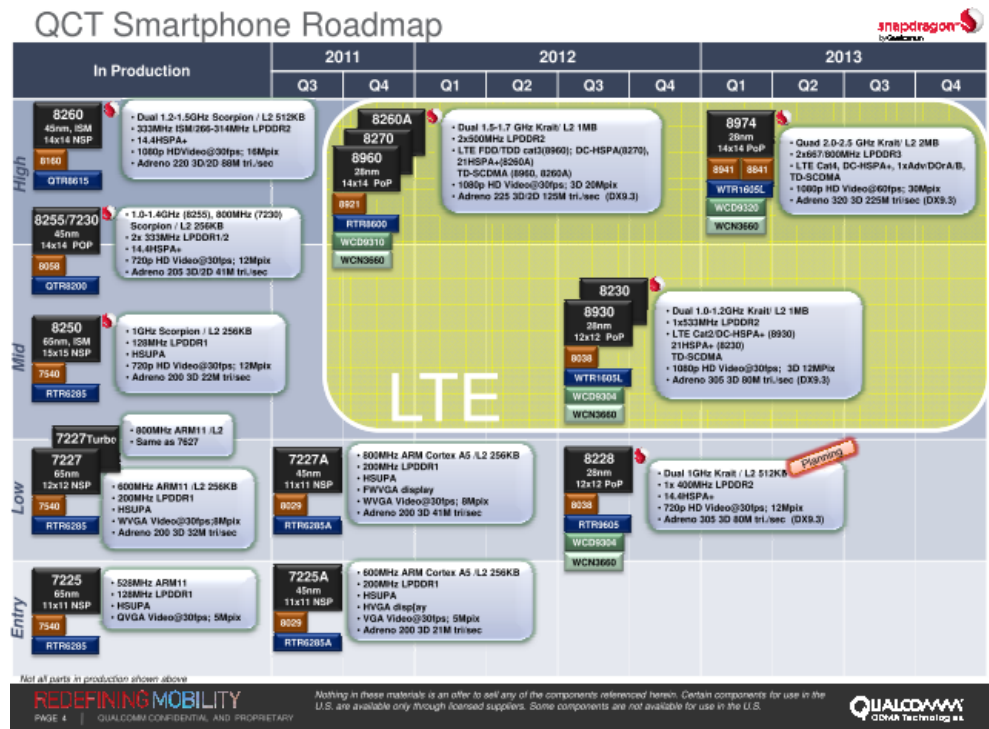 QCT Smartphone Roadmap
snapdragon
by Qualcomm
In Production
2011
2012
2013
Q3
Q4
Q1
Q2
Q3
Q4
Q1
Q2
Q3
Q4
High
8260
45nm, ISM
14x14 NSP
8160
QTR8615
• Dual 1.2-1.5GHz Scorpion / L2 512KB
• 333MHz ISM/266-314MHz LPDDR2
• 14.4HSPA+
• 1080p HDVideo@30fps; 16Mpix
• Adreno 220 3D/2D 88M tri./sec
8255/7230
45nm
14x14 POP
8058
QTR8200
• 1.0-1.4GHz (8255), 800MHz (7230)
Scorpion / L2 256KB
• 2x 333MHz LPDDR1/2
• 14.4HSPA+
• 720p HD Video@30fps; 12Mpix
• Adreno 205 3D/2D 41M tri./sec
8260A
8270
8960
28nm
14x14 PoP
8921
RTR8600
WCD9310
WCN3660
• Dual 1.5-1.7 GHz Krait/ L2 1MB
• 2x500MHz LPDDR2
• LTE FDD/TDD cat3(8960); DC-HSPA(8270),
21HSPA+(8260A)
TD-SCDMA (8960, 8260A)
• 1080p HD Video@30fps; 3D 20Mpix
• Adreno 225 3D/2D 125M tri./sec (DX9.3)
8974
28nm
14x14 PoP
8941
8841
WTR1605L
WCD9320
WCN3660
• Quad 2.0-2.5 GHz Krait/ L2 2MB
• 2x667/800MHz LPDDR3
• LTE Cat4, DC-HSPA+, 1xAdv/DOrA/B,
TD-SCDMA
• 1080p HD Video@60fps; 30Mpix
• Adreno 320 3D 225M tri./sec (DX9.3)
Mid
8250
65nm, ISM
15x15 NSP
7540
RTR6285
• 1GHz Scorpion / L2 256KB
• 128MHz LPDDR1
• HSUPA
• 720p HD Video@30fps; 12Mpix
• Adreno 200 3D 22M tri/sec
LTE
8230
8930
28nm
12x12 PoP
8038
WTR1605L
WCD9304
WCN3660
• Dual 1.0-1.2GHz Krait/ L2 1MB
• 1x533MHz LPDDR2
• LTE Cat2/DC-HSPA+ (8930)
21HSPA+ (8230)
TD-SCDMA
• 1080p HD Video@30fps; 3D 12MPix
• Adreno 305 3D 80M tri./sec (DX9.3)
Low
7227Turbo
7227
65nm
12x12 NSP
7540
RTR6285
• 800MHz ARM11 /L2
• Same as 7627
• 600MHz ARM11 /L2 256KB
• 200MHz LPDDR1
• HSUPA
• WVGA Video@30fps;8Mpix
• Adreno 200 3D 32M tri/sec
7227A
45nm
11x11 NSP
8029
RTR6285A
• 800MHz ARM Cortex A5 /L2 256KB
• 200MHz LPDDR1
• HSUPA
• FWVGA display
• WVGA Video@30fps; 8Mpix
• Adreno 200 3D 41M tri/sec
8228
28nm
12x12 PoP
8038
RTR9605
WCD9304
WCN3660
• Dual 1GHz Krait / L2 512KB
• 1x 400MHz LPDDR2
• 14.4HSPA+
• 720p HD Video@30fps; 12Mpix
• Adreno 305 3D 80M tri./sec (DX9.3)
Planning
Entry
7225
65nm
11x11 NSP
7540
RTR6285
• 528MHz ARM11
• 128MHz LPDDR1
• HSUPA
• QVGA Video@30fps; 5Mpix
7225A
45nm
11x11 NSP
8029
RTR6285A
• 600MHz ARM Cortex A5 /L2 256KB
• 200MHz LPDDR1
• HSUPA
• HVGA display
• VGA Video@30fps; 5Mpix
• Adreno 200 3D 21M tri/sec
Not all parts in production shown above
REDEFINING MOBILITY
PAGE 4 | QUALCOMM CONFIDENTIAL AND PROPRIETARY
Nothing in these materials is an offer to sell any of the components referenced herein. Certain components for use in the
U.S. are available only through licensed suppliers. Some components are not available for use in the U.S.
QUALCOMM
CDMA Technologies